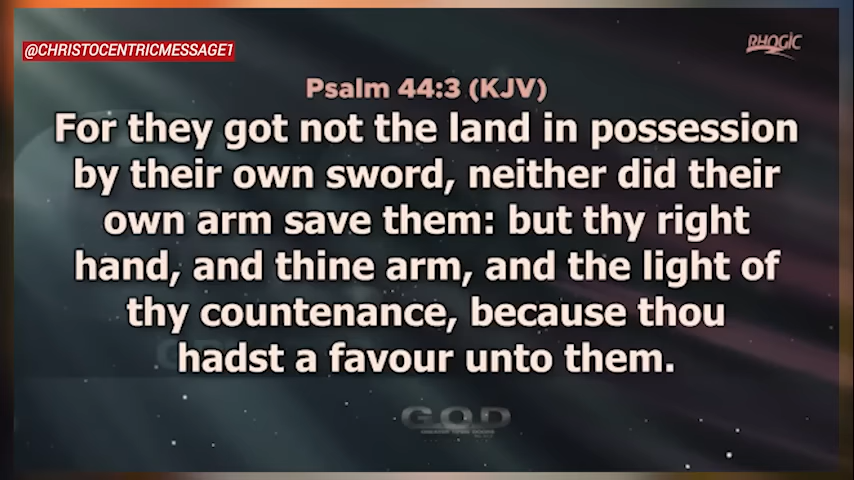 @CHRISTOCENTRICMESSAGE1
RHOGIC
Psalm 44:3 (KJV)
For they got not the land in possession
by their own sword, neither did their
own arm save them: but thy right
hand, and thine arm, and the light of
thy countenance, because thou
hadst a favour unto them.
G.O.D